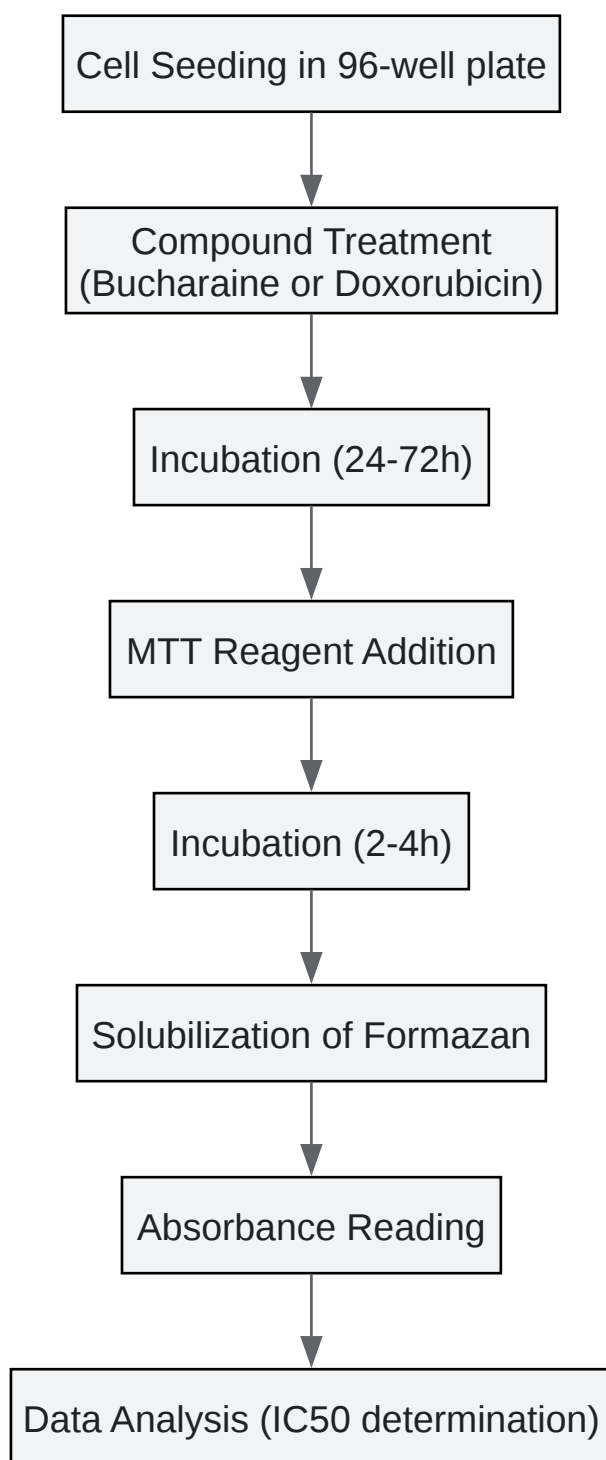 Cell Seeding in 96-well plate
Compound Treatment
(Bucharaine or Doxorubicin)
Incubation (24-72h)
MTT Reagent Addition
Incubation (2-4h)
Solubilization of Formazan
Absorbance Reading
Data Analysis (IC50 determination)